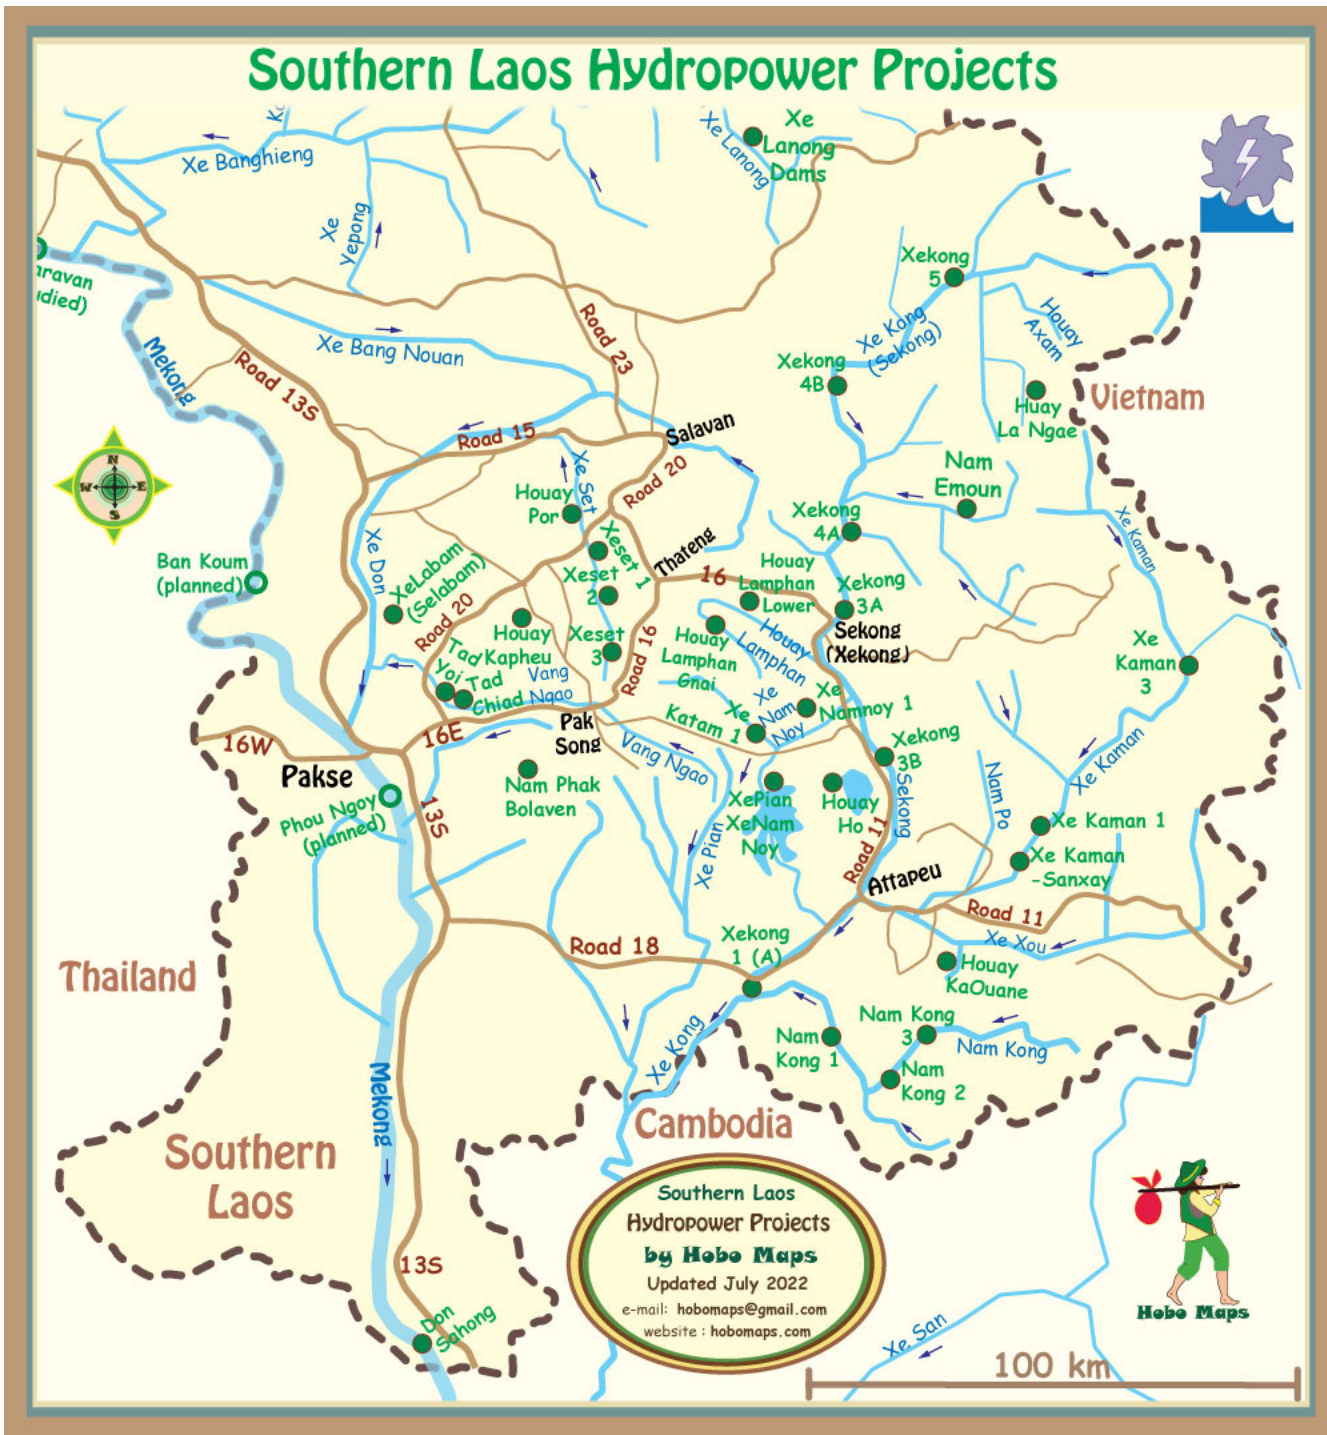 Southern Laos Hydropower Projects
Xe Banghieng
Xe
Yepong
Xe Lanong
Xe
Lanong
Dams
Xekong
5
Xe Kong
(Sekong)
Houay
Axam
Xekong
4B
Huay
La Ngae
Vietnam
aravan
udied)
Mekong
Xe Bang Nouan
Road 13S
Road 23
Road 15
Salavan
Road 20
Xe Set
Houay
Por
N
W
E
S
Nam
Emoun
Xekong
4A
Xe Kaman
Ban Koum
(planned)
Xe Don
XeLabam
(Selabam)
Road 20
Xeset 1
Xeset
2
Xeset
3
Thateng
16
Houay
Lamphan
Lower
Xekong
3A
Sekong
(Xekong)
Houay
Lamphan
Houay
Lamphan
Gnai
Houay
Kapheu
Tad
Yoi
Tad
Chiad
Vang
Ngao
Road 16
Xe
Kaman
3
Xe
Katam 1
Xe
Nam
Noy
Xe
Namnoy 1
16W
16E
Pak
Song
Vang Ngao
Pakse
Nam Phak
Bolaven
Xekong
3B
Sekong
Xe Kaman
Nam Po
XePian
XeNam
Noy
Houay
Ho
Phou Ngoy
(planned)
13S
Xe Pian
Road 11
Xe Kaman 1
Xe Kaman
-Sanxay
Attapeu
Road 11
Xe Xou
Road 18
Xekong
1 (A)
Houay
KaOuane
Thailand
Nam Kong
3
Nam Kong
Nam
Kong 1
Nam
Kong 2
Xe Kong
Mekong
Cambodia
Southern
Laos
Southern Laos
Hydropower Projects
by Hobo Maps
Updated July 2022
e-mail: hobomaps@gmail.com
website : hobomaps.com
Hobo Maps
13S
Don
Sahong
Xe San
100 km